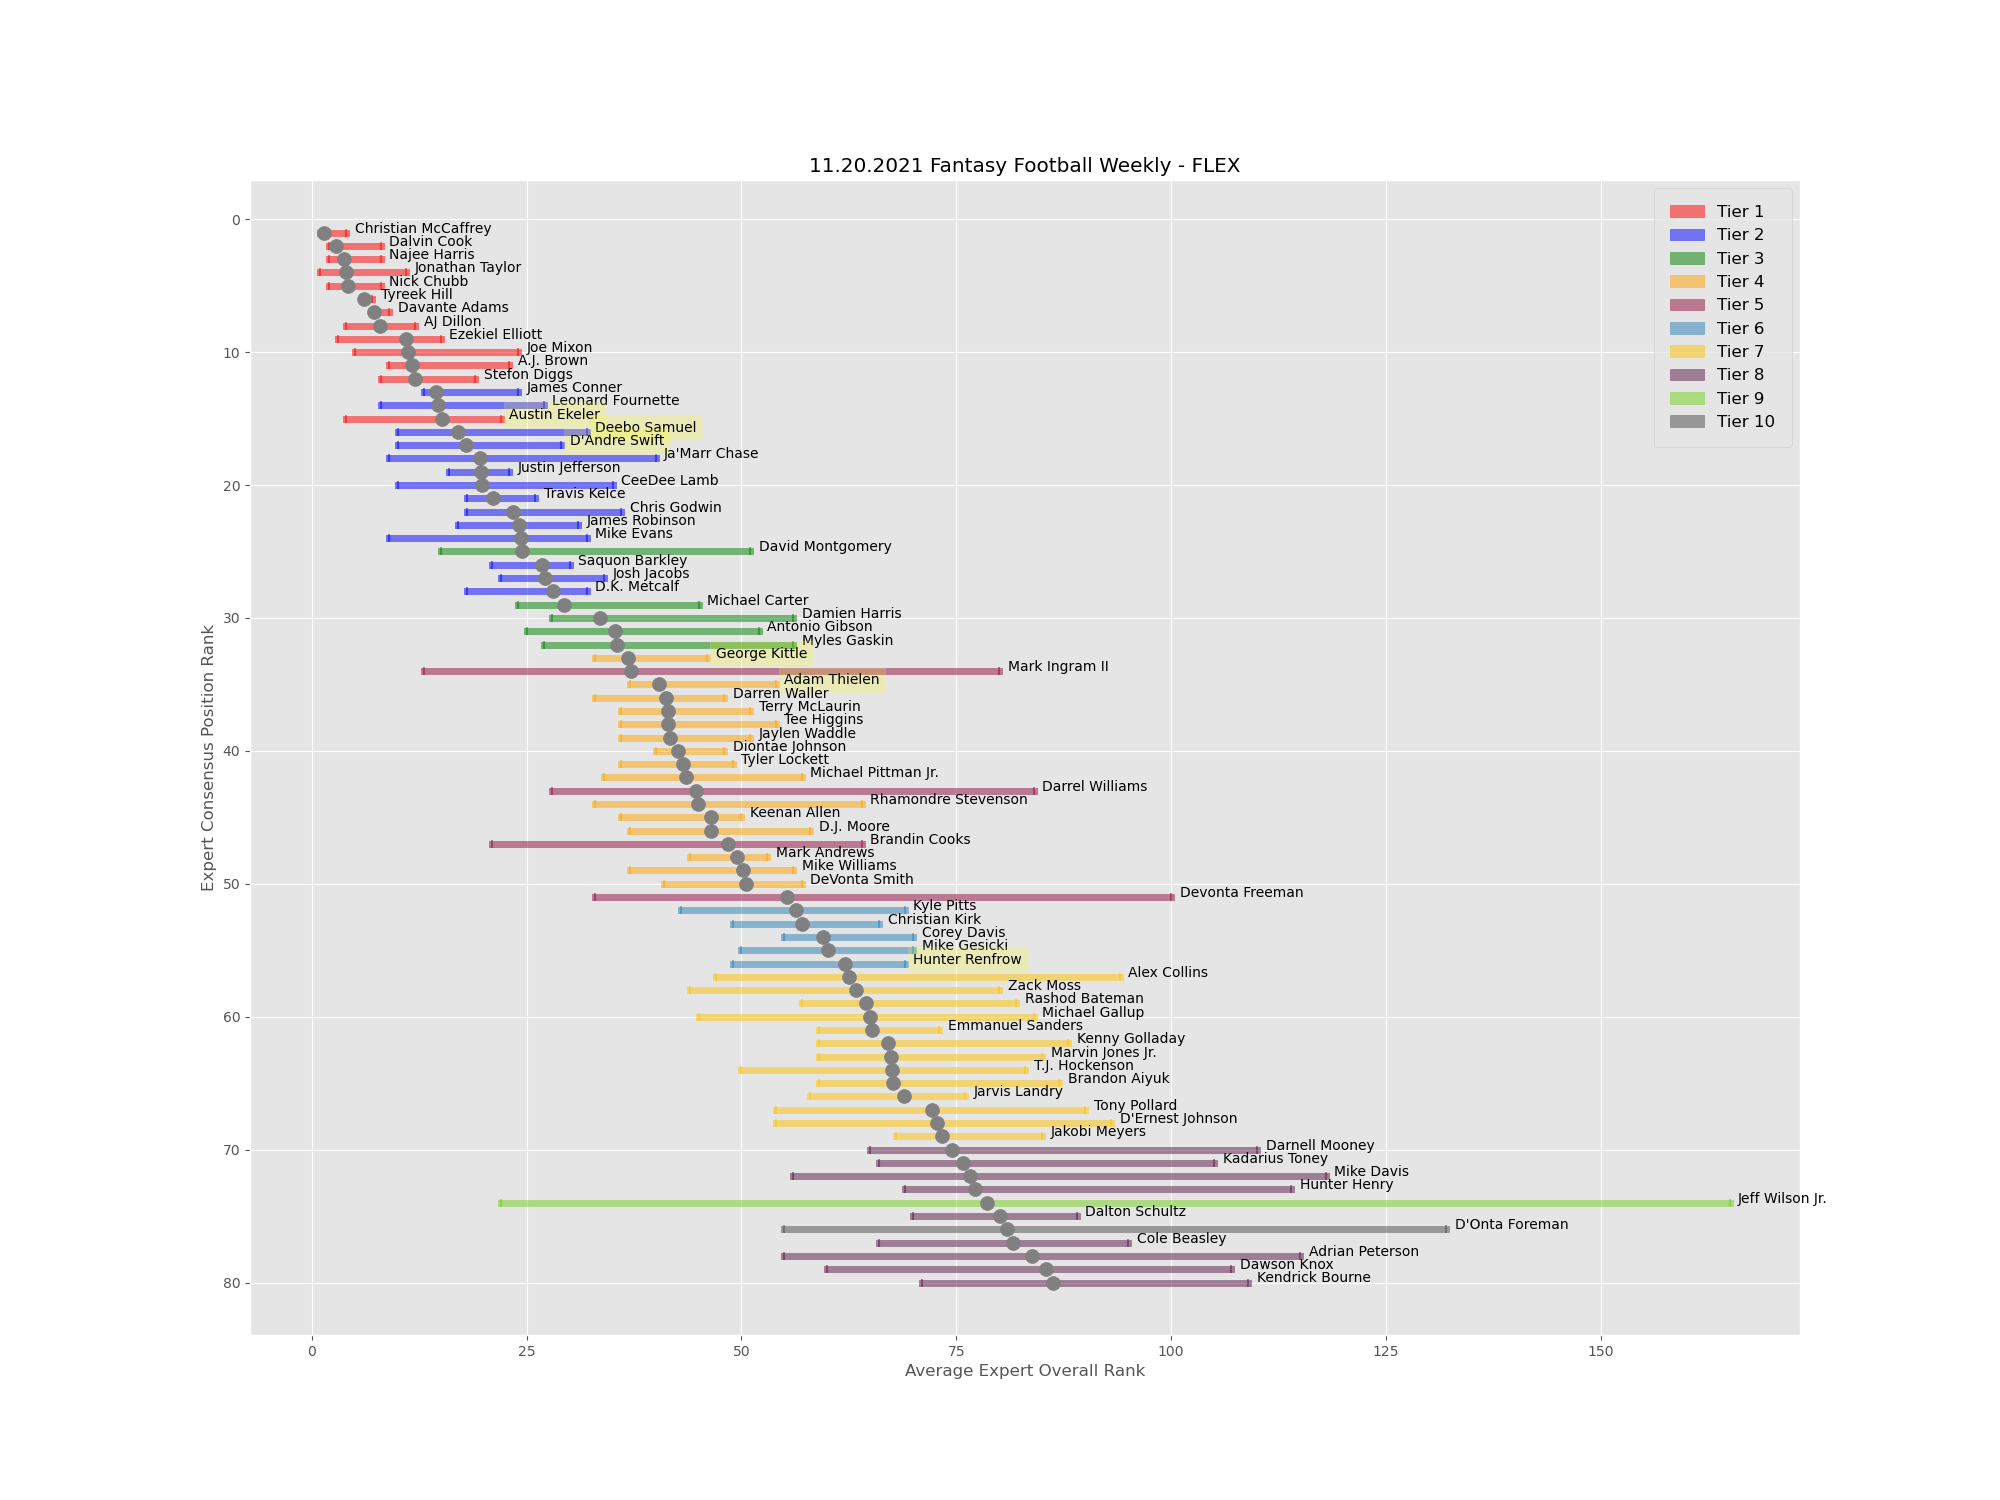 11.20.2021 Fantasy Football Weekly - FLEX
Tier 1
Tier 2
Tier 3
Tier 4
Tier 5
Tier 6
Tier 7
Tier 8
Tier 9
Tier 10
Expert Consensus Position Rank
0
10
20
30
40
50
60
70
80
Christian McCaffrey
Dalvin Cook
Najee Harris
Jonathan Taylor
Nick Chubb
Tyreek Hill
Davante Adams
AJ Dillon
Ezekiel Elliott
Joe Mixon
A.J. Brown
Stefon Diggs
James Conner
Leonard Fournette
Austin Ekeler
Deebo Samuel
D'Andre Swift
Ja'Marr Chase
Justin Jefferson
CeeDee Lamb
Travis Kelce
Chris Godwin
James Robinson
Mike Evans
David Montgomery
Saquon Barkley
Josh Jacobs
D.K. Metcalf
Michael Carter
Damien Harris
Antonio Gibson
Myles Gaskin
George Kittle
Mark Ingram II
Adam Thielen
Darren Waller
Terry McLaurin
Tee Higgins
Jaylen Waddle
Diontae Johnson
Tyler Lockett
Michael Pittman Jr.
Darrel Williams
Rhamondre Stevenson
Keenan Allen
D.J. Moore
Brandin Cooks
Mark Andrews
Mike Williams
DeVonta Smith
Devonta Freeman
Kyle Pitts
Christian Kirk
Corey Davis
Mike Gesicki
Hunter Renfrow
Alex Collins
Zack Moss
Rashod Bateman
Michael Gallup
Emmanuel Sanders
Kenny Golladay
Marvin Jones Jr.
T.J. Hockenson
Brandon Aiyuk
Jarvis Landry
Tony Pollard
D'Ernest Johnson
Jakobi Meyers
Darnell Mooney
Kadarius Toney
Mike Davis
Hunter Henry
Jeff Wilson Jr.
Dalton Schultz
D'Onta Foreman
Cole Beasley
Adrian Peterson
Dawson Knox
Kendrick Bourne
0 25 50 75 100 125 150
Average Expert Overall Rank